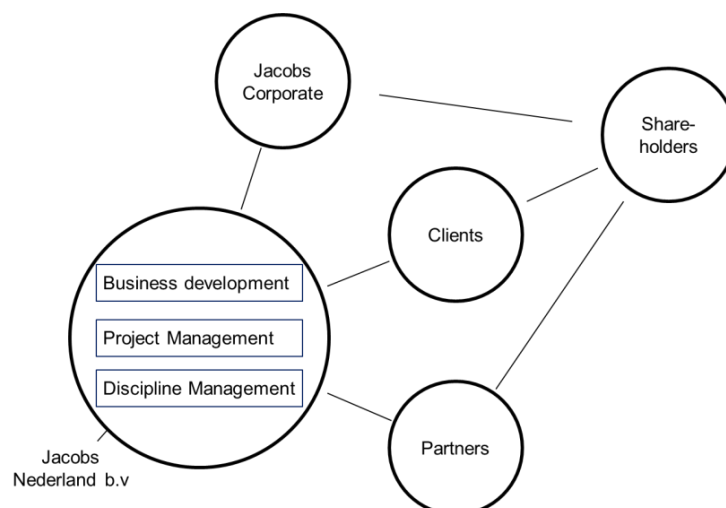 Jacobs
Corporate
Share-
holders
Clients
Business development
Project Management
Discipline Management
Partners
Jacobs
Nederland b.v